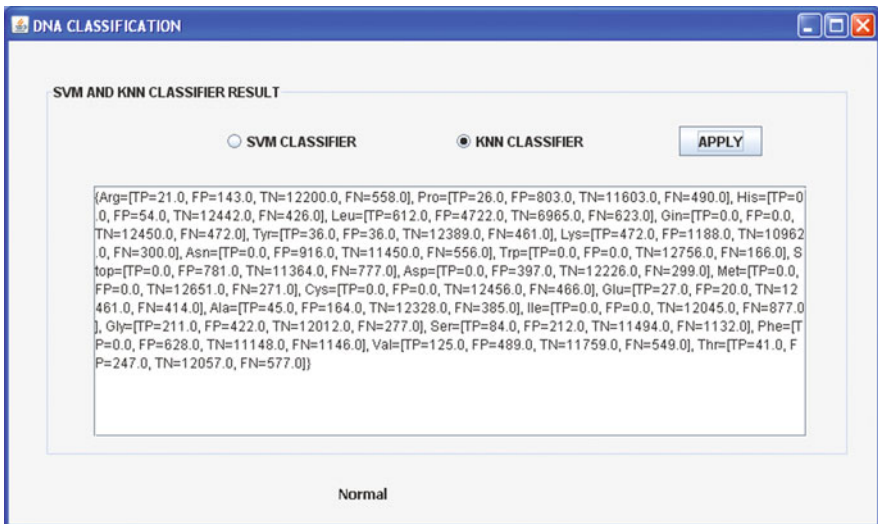 DNA CLASSIFICATION
SVM AND KNN CLASSIFIER RESULT
SVM CLASSIFIER
KNN CLASSIFIER
APPLY
{Arg=[TP=21.0, FP=143.0, TN=12200.0, FN=558.0], Pro=[TP=26.0, FP=803.0, TN=11603.0, FN=490.0], His=[TP=0
.0, FP=54.0, TN=12442.0, FN=426.0], Leu=[TP=612.0, FP=4722.0, TN=6965.0, FN=623.0], Gin=[TP=0.0, FP=0.0,
TN=12450.0, FN=472.0], Tyr=[TP=36.0, FP=36.0, TN=12389.0, FN=461.0], Lys=[TP=472.0, FP=1188.0, TN=10962
.0, FN=300.0], Asn=[TP=0.0, FP=916.0, TN=11450.0, FN=556.0], Trp=[TP=0.0, FP=0.0, TN=12756.0, FN=166.0], S
top=[TP=0.0, FP=781.0, TN=11364.0, FN=777.0], Asp=[TP=0.0, FP=397.0, TN=12226.0, FN=299.0], Met=[TP=0.0,
FP=0.0, TN=12651.0, FN=271.0], Cys=[TP=0.0, FP=0.0, TN=12456.0, FN=466.0], Glu=[TP=27.0, FP=20.0, TN=12
461.0, FN=414.0], Ala=[TP=45.0, FP=164.0, TN=12328.0, FN=385.0], Ile=[TP=0.0, FP=0.0, TN=12045.0, FN=877.0
], Gly=[TP=211.0, FP=422.0, TN=12012.0, FN=277.0], Ser=[TP=84.0, FP=212.0, TN=11494.0, FN=1132.0], Phe=[T
P=0.0, FP=628.0, TN=11148.0, FN=1146.0], Val=[TP=125.0, FP=489.0, TN=11759.0, FN=549.0], Thr=[TP=41.0, F
P=247.0, TN=12057.0, FN=577.0]}
Normal